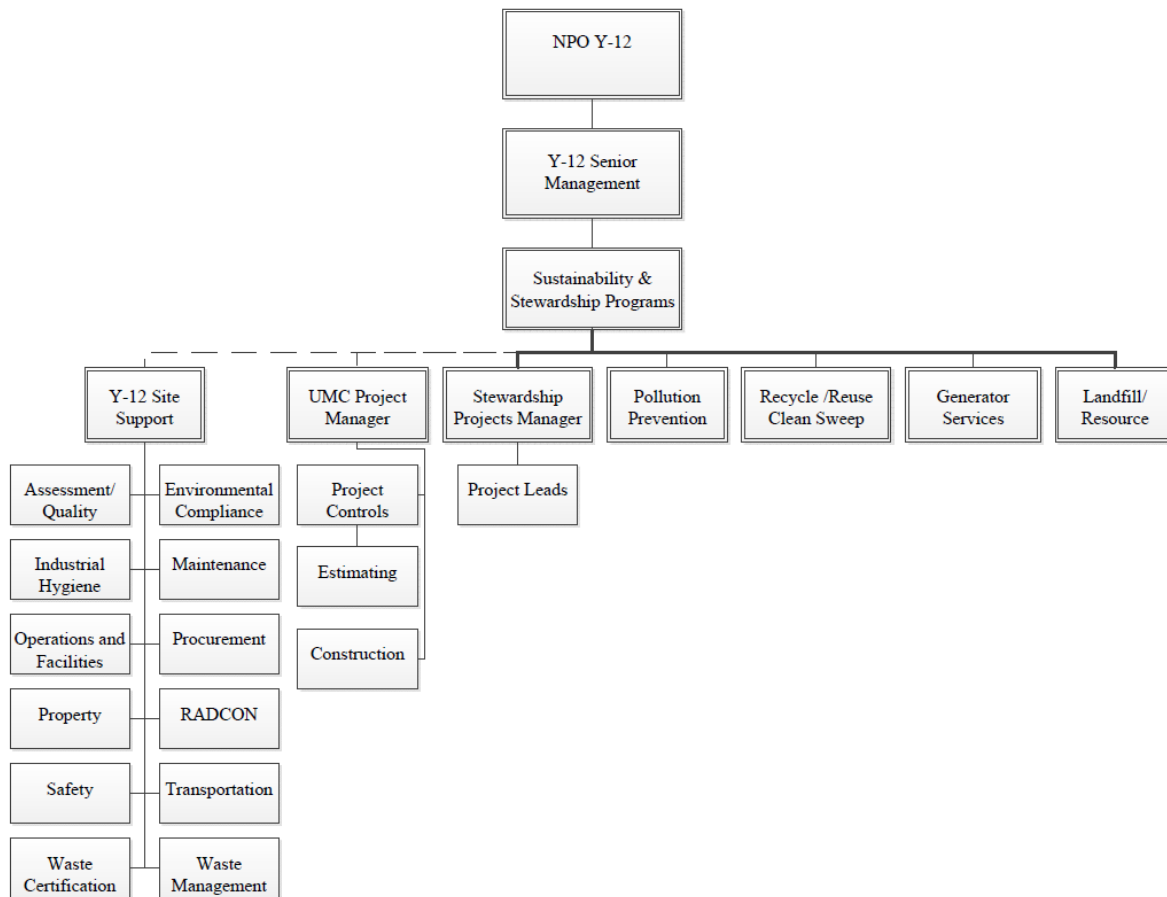 NPO Y-12
Y-12 Senior
Management
Sustainability &
Stewardship Programs
Y-12 Site
Support
UMC Project
Manager
Stewardship
Projects Manager
Pollution
Prevention
Recycle /Reuse
Clean Sweep
Generator
Services
Landfill/
Resource
Assessment/
Quality
Environmental
Compliance
Project
Controls
Project Leads
Industrial
Hygiene
Maintenance
Estimating
Operations and
Facilities
Procurement
Construction
Property
RADCON
Safety
Transportation
Waste
Certification
Waste
Management